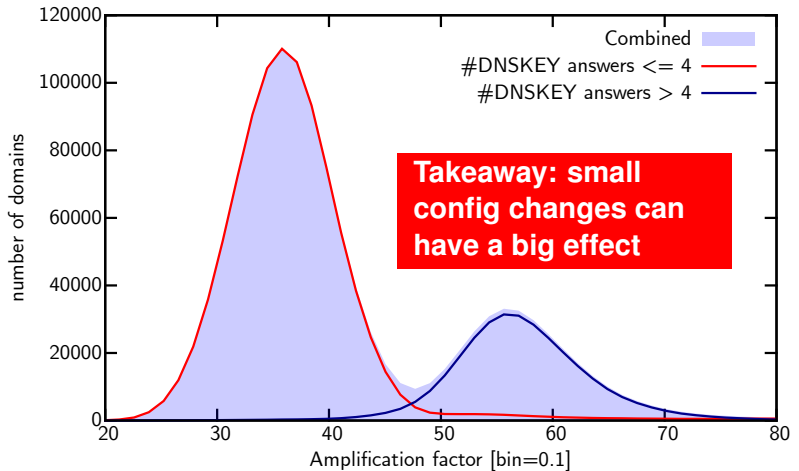 120000
100000
80000
60000
40000
20000
0
number of domains
Combined
#DNSKEY answers <= 4
#DNSKEY answers > 4
Takeaway: small
config changes can
have a big effect
20 30 40 50 60 70 80
Amplification factor [bin=0.1]